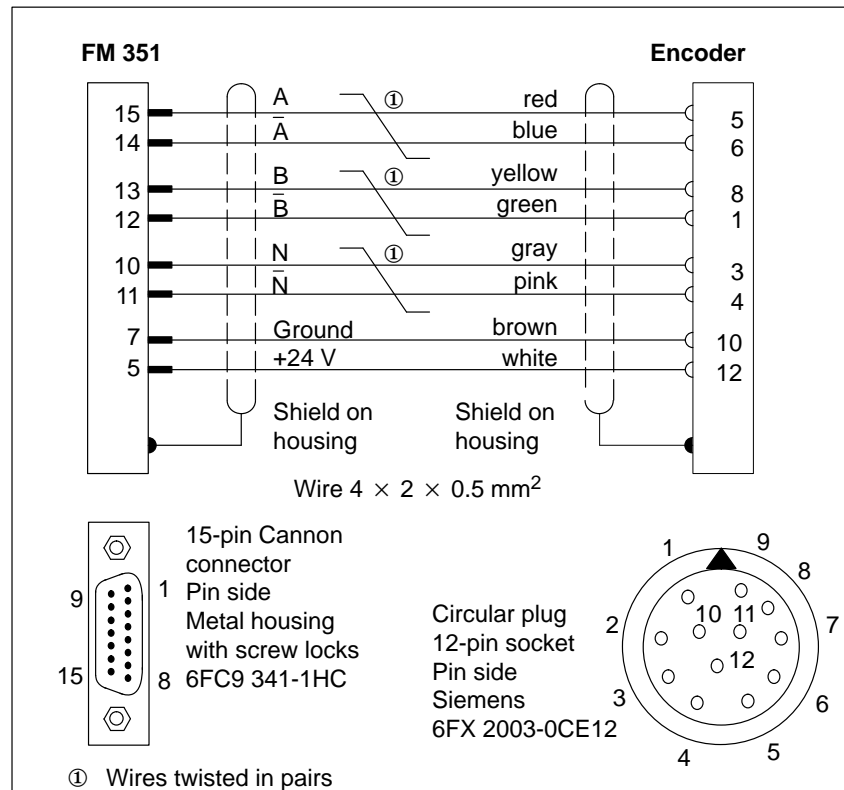 FM 351 Encoder
15 A ① red 5
14 A̅ blue 6
13 B ① yellow 8
12 B̅ green 1
10 N ① gray 3
11 N̅ pink 4
7 Ground brown 10
5 +24 V white 12
Shield on housing
Shield on housing
Wire 4 × 2 × 0.5 mm²
9
15
1
8
15-pin Cannon
connector
Pin side
Metal housing
with screw locks
6FC9 341-1HC
Circular plug
12-pin socket
Pin side
Siemens
6FX 2003-0CE12
1 9
8
2 10 11 7
12
3 6
4 5
① Wires twisted in pairs